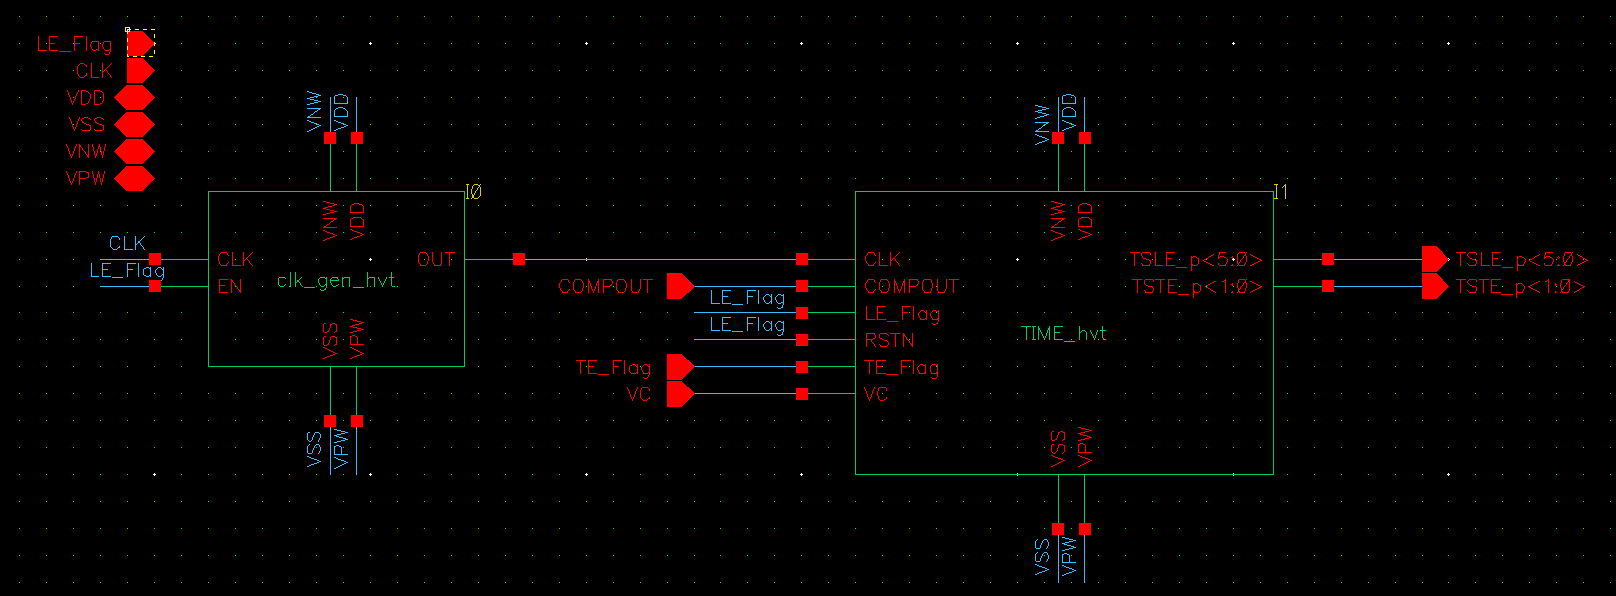 LE_Flag
CLK
VDD
VSS
VNW
VPW
VNW
VDD
VNW
VDD
I0
I1
VNW
VDD
VNW
VDD
CLK
LE_Flag
CLK
EN
OUT
clk_gen_hvt
VSS
VPW
VSS
VPW
COMPOUT
LE_Flag
LE_Flag
TE_Flag
VC
CLK
COMPOUT
LE_Flag
RSTN
TE_Flag
VC
TIME_hvt
TSLE_p<5:0>
TSTE_p<1:0>
TSLE_p<5:0>
TSTE_p<1:0>
VSS
VPW
VSS
VPW